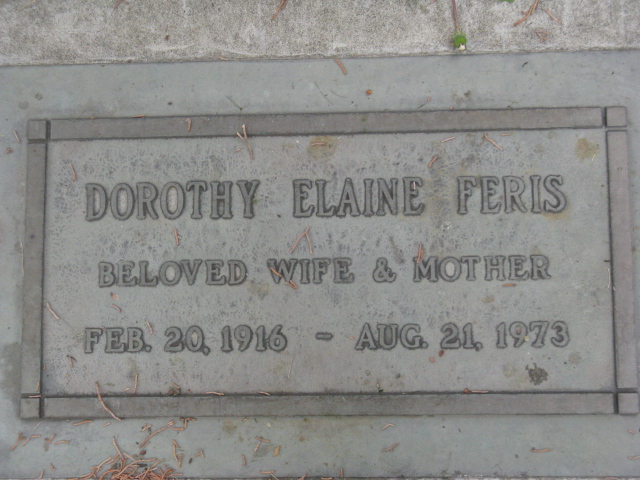 DOROTHY ELAINE FERIS
BELOVED WIFE & MOTHER
FEB. 20, 1916 - AUG. 21, 1973